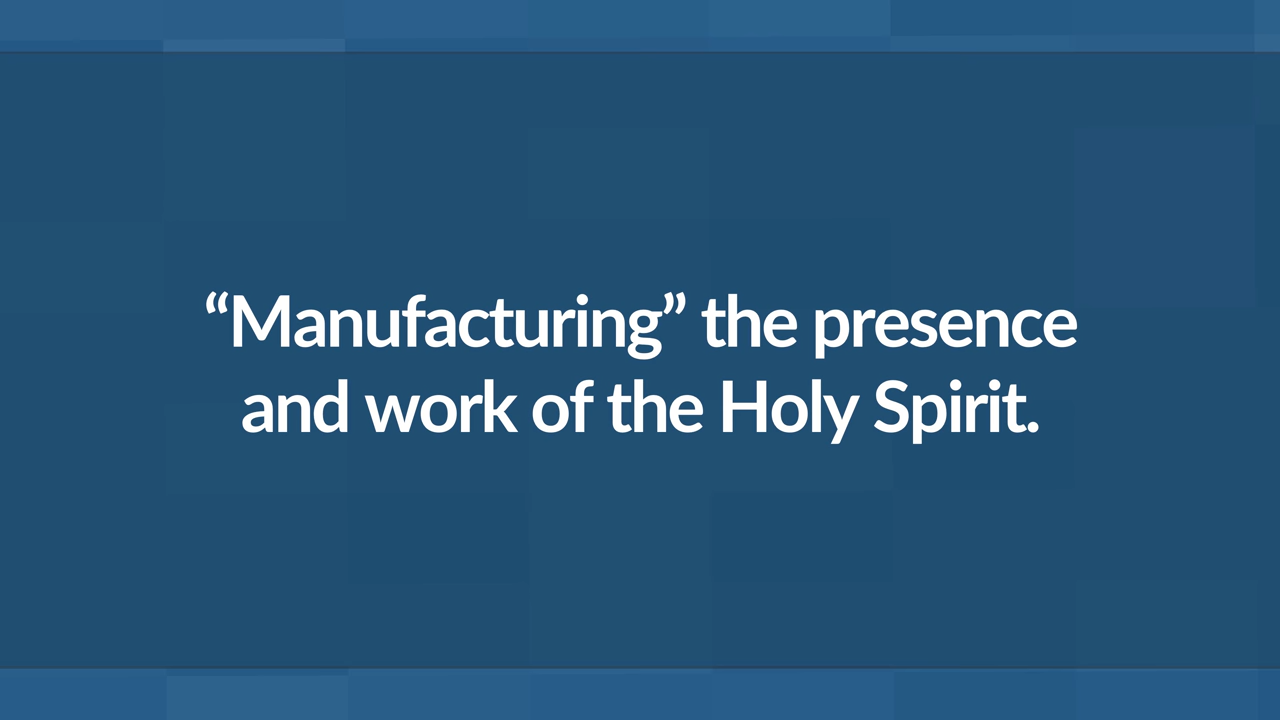 “Manufacturing” the presence
and work of the Holy Spirit.